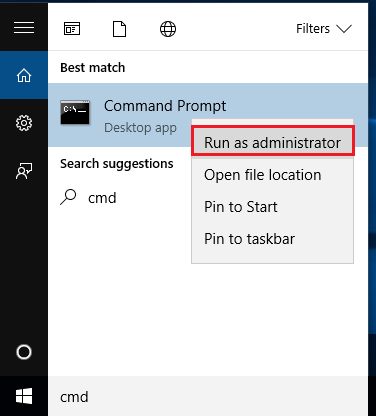 Filters
Best match
Command Prompt
Desktop app
Run as administrator
Open file location
Pin to Start
Pin to taskbar
Search suggestions
cmd
cmd